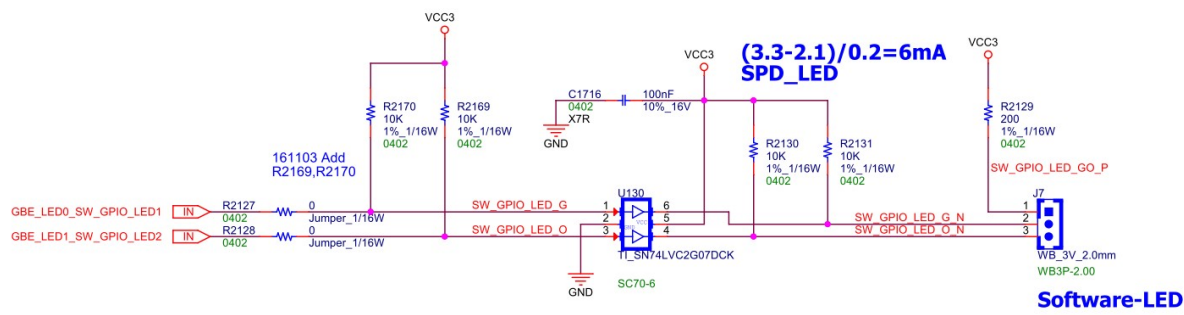 VCC3
R2170
10K
1%_1/16W
0402
R2169
10K
1%_1/16W
0402
161103 Add
R2169,R2170
GBE_LED0_SW_GPIO_LED1
IN
R2127
0402
0
Jumper_1/16W
GBE_LED1_SW_GPIO_LED2
IN
R2128
0402
0
Jumper_1/16W
SW_GPIO_LED_G
SW_GPIO_LED_O
VCC3
(3.3-2.1)/0.2=6mA
SPD_LED
C1716
0402
X7R
100nF
10%_16V
GND
R2130
10K
1%_1/16W
0402
R2131
10K
1%_1/16W
0402
U130
1
2
3
6
5
4
VCC
TI_SN74LVC2G07DCK
SC70-6
GND
VCC3
R2129
200
1%_1/16W
0402
SW_GPIO_LED_GO_P
SW_GPIO_LED_G_N
SW_GPIO_LED_O_N
J7
1
2
3
WB_3V_2.0mm
WB3P-2.00
Software-LED